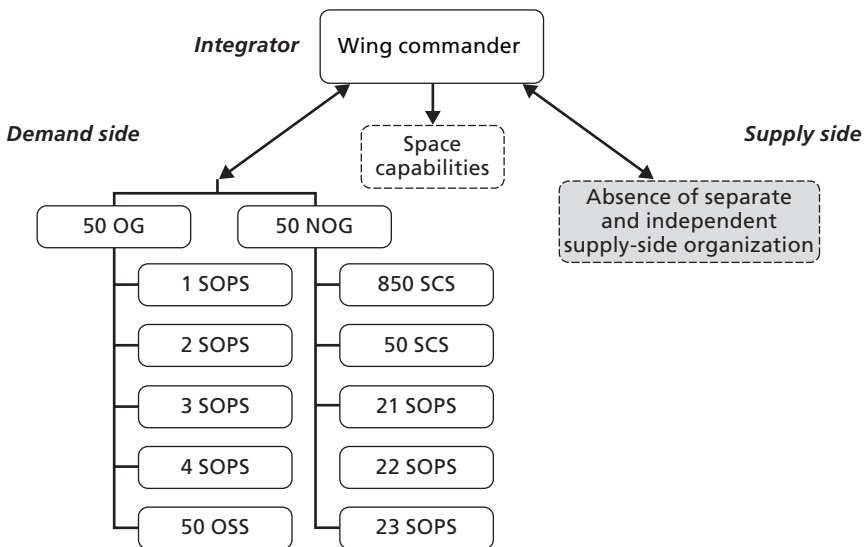 Integrator
Wing commander
Demand side
Space
capabilities
Supply side
Absence of separate
and independent
supply-side organization
50 OG
50 NOG
1 SOPS
850 SCS
2 SOPS
50 SCS
3 SOPS
21 SOPS
4 SOPS
22 SOPS
50 OSS
23 SOPS